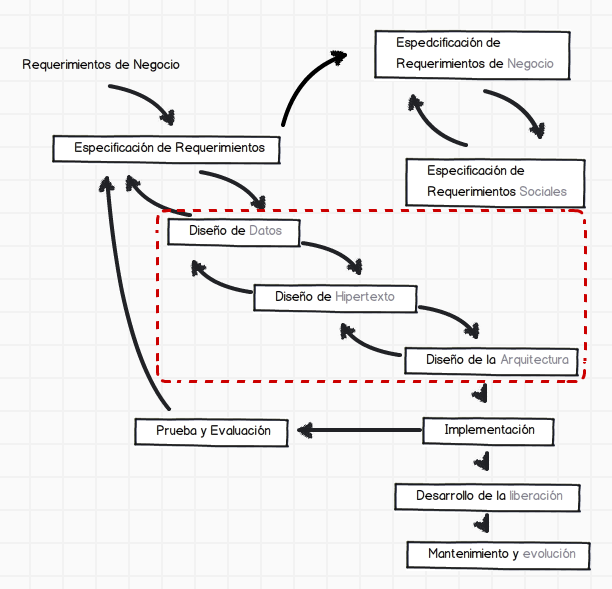 Requerimientos de Negocio
Espedcificación de
Requerimientos de Negocio
Especificación de Requerimientos
Especificación de
Requerimientos Sociales
Diseño de Datos
Diseño de Hipertexto
Diseño de la Arquitectura
Prueba y Evaluación
Implementación
Desarrollo de la liberación
Mantenimiento y evolución